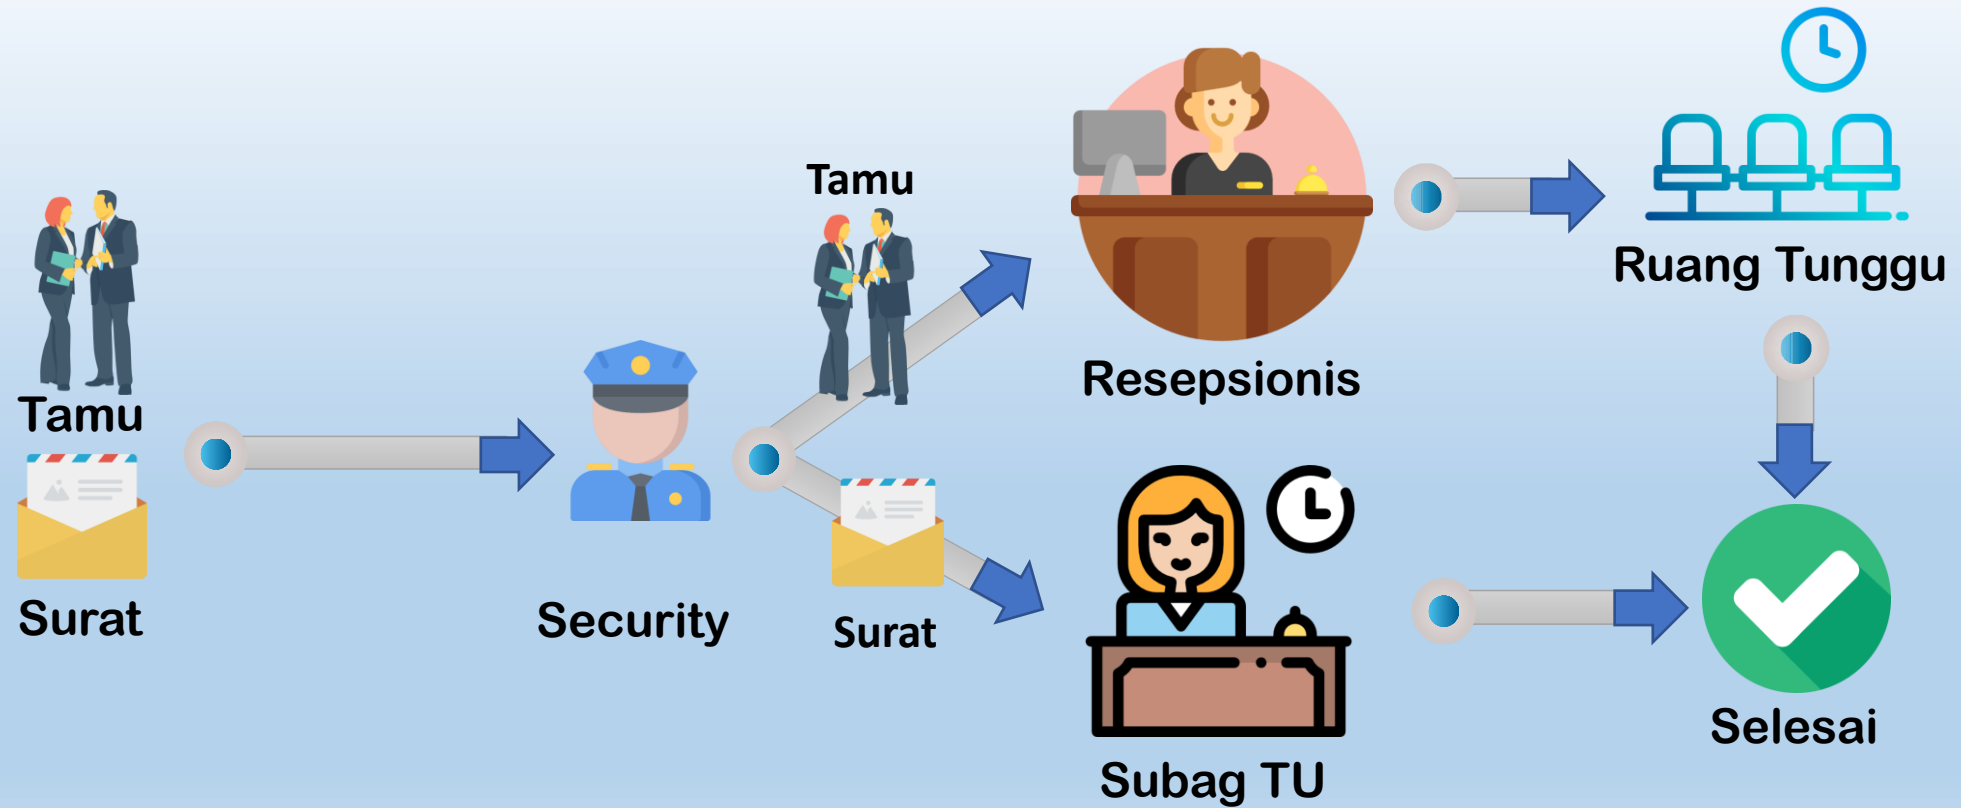 Tamu
Surat
Security
Tamu
Surat
Resepsionis
Subag TU
Ruang Tunggu
Selesai